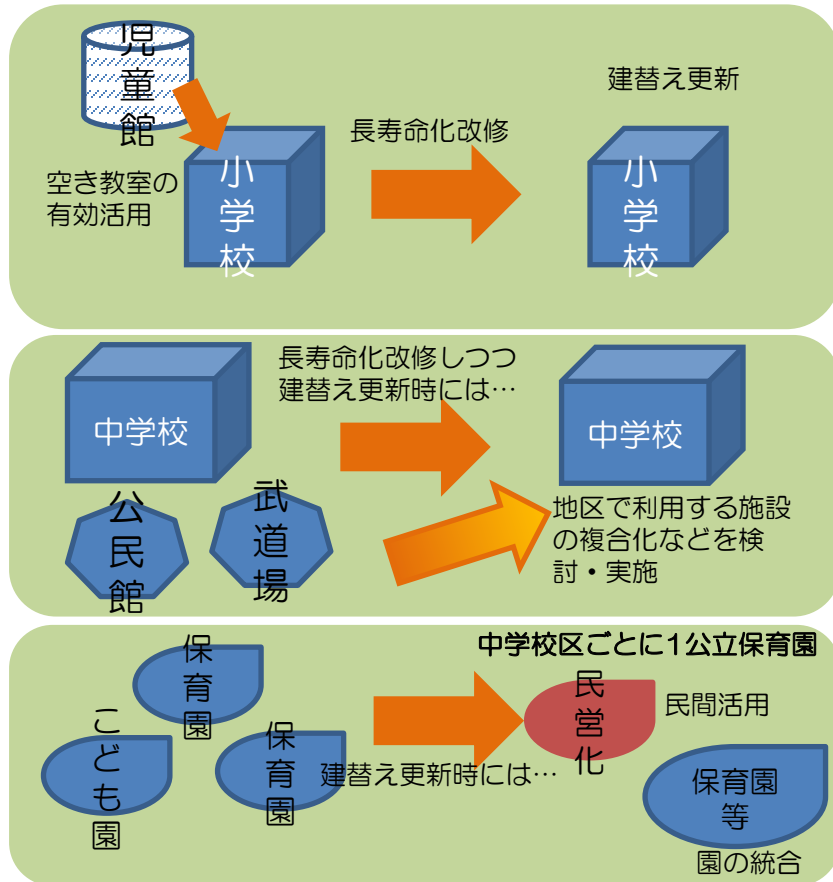 児童館
空き教室の
有効活用
小学校
長寿命化改修
建替え更新
小学校
中学校
公民館
武道場
長寿命化改修しつつ
建替え更新時には…
中学校
地区で利用する施設
の複合化などを検
討・実施
保育園
こども園
保育園
建替え更新時には…
中学校区ごとに1公立保育園
民営化
民間活用
保育園
等
園の統合